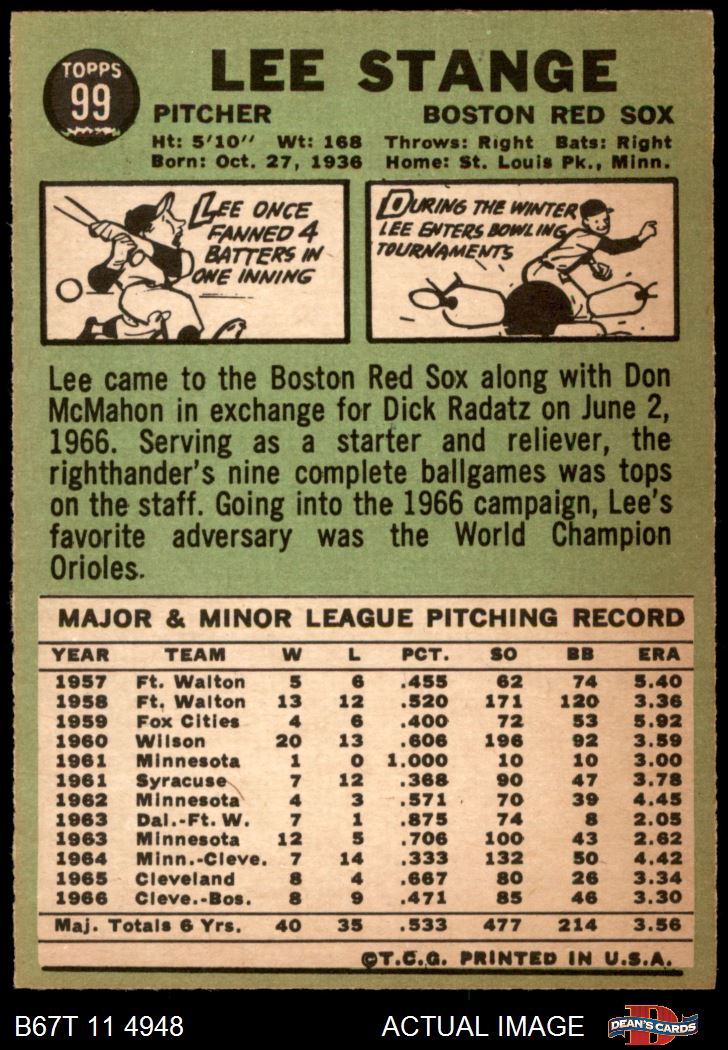 TOPPS
99
LEE STANGE
PITCHER BOSTON RED SOX
Ht: 5'10" Wt: 168 Throws: Right Bats: Right
Born: Oct. 27, 1936 Home: St. Louis Pk., Minn.
LEE ONCE
FANNED 4
BATTERS IN
ONE INNING
DURING THE WINTER
LEE ENTERS BOWLING
TOURNAMENTS
Lee came to the Boston Red Sox along with Don
McMahon in exchange for Dick Radatz on June 2,
1966. Serving as a starter and reliever, the
righthander's nine complete ballgames was tops
on the staff. Going into the 1966 campaign, Lee's
favorite adversary was the World Champion
Orioles.
MAJOR & MINOR LEAGUE PITCHING RECORD
YEAR TEAM W L PCT. SO BB ERA
1957 Ft. Walton 5 6 .455 62 74 5.40
1958 Ft. Walton 13 12 .520 171 120 3.36
1959 Fox Cities 4 6 .400 72 53 5.92
1960 Wilson 20 13 .606 196 92 3.59
1961 Minnesota 1 0 1.000 10 10 3.00
1961 Syracuse 7 12 .368 90 47 3.78
1962 Minnesota 4 3 .571 70 39 4.45
1963 Dal.-Ft. W. 7 1 .875 74 8 2.05
1963 Minnesota 12 5 .706 100 43 2.62
1964 Minn.-Cleve. 7 14 .333 132 50 4.42
1965 Cleveland 8 4 .667 80 26 3.34
1966 Cleve.-Bos. 8 9 .471 85 46 3.30
Maj. Totals 6 Yrs. 40 35 .533 477 214 3.56
©T.C.G. PRINTED IN U.S.A.
B67T 11 4948 ACTUAL IMAGE DEAN'S CARDS